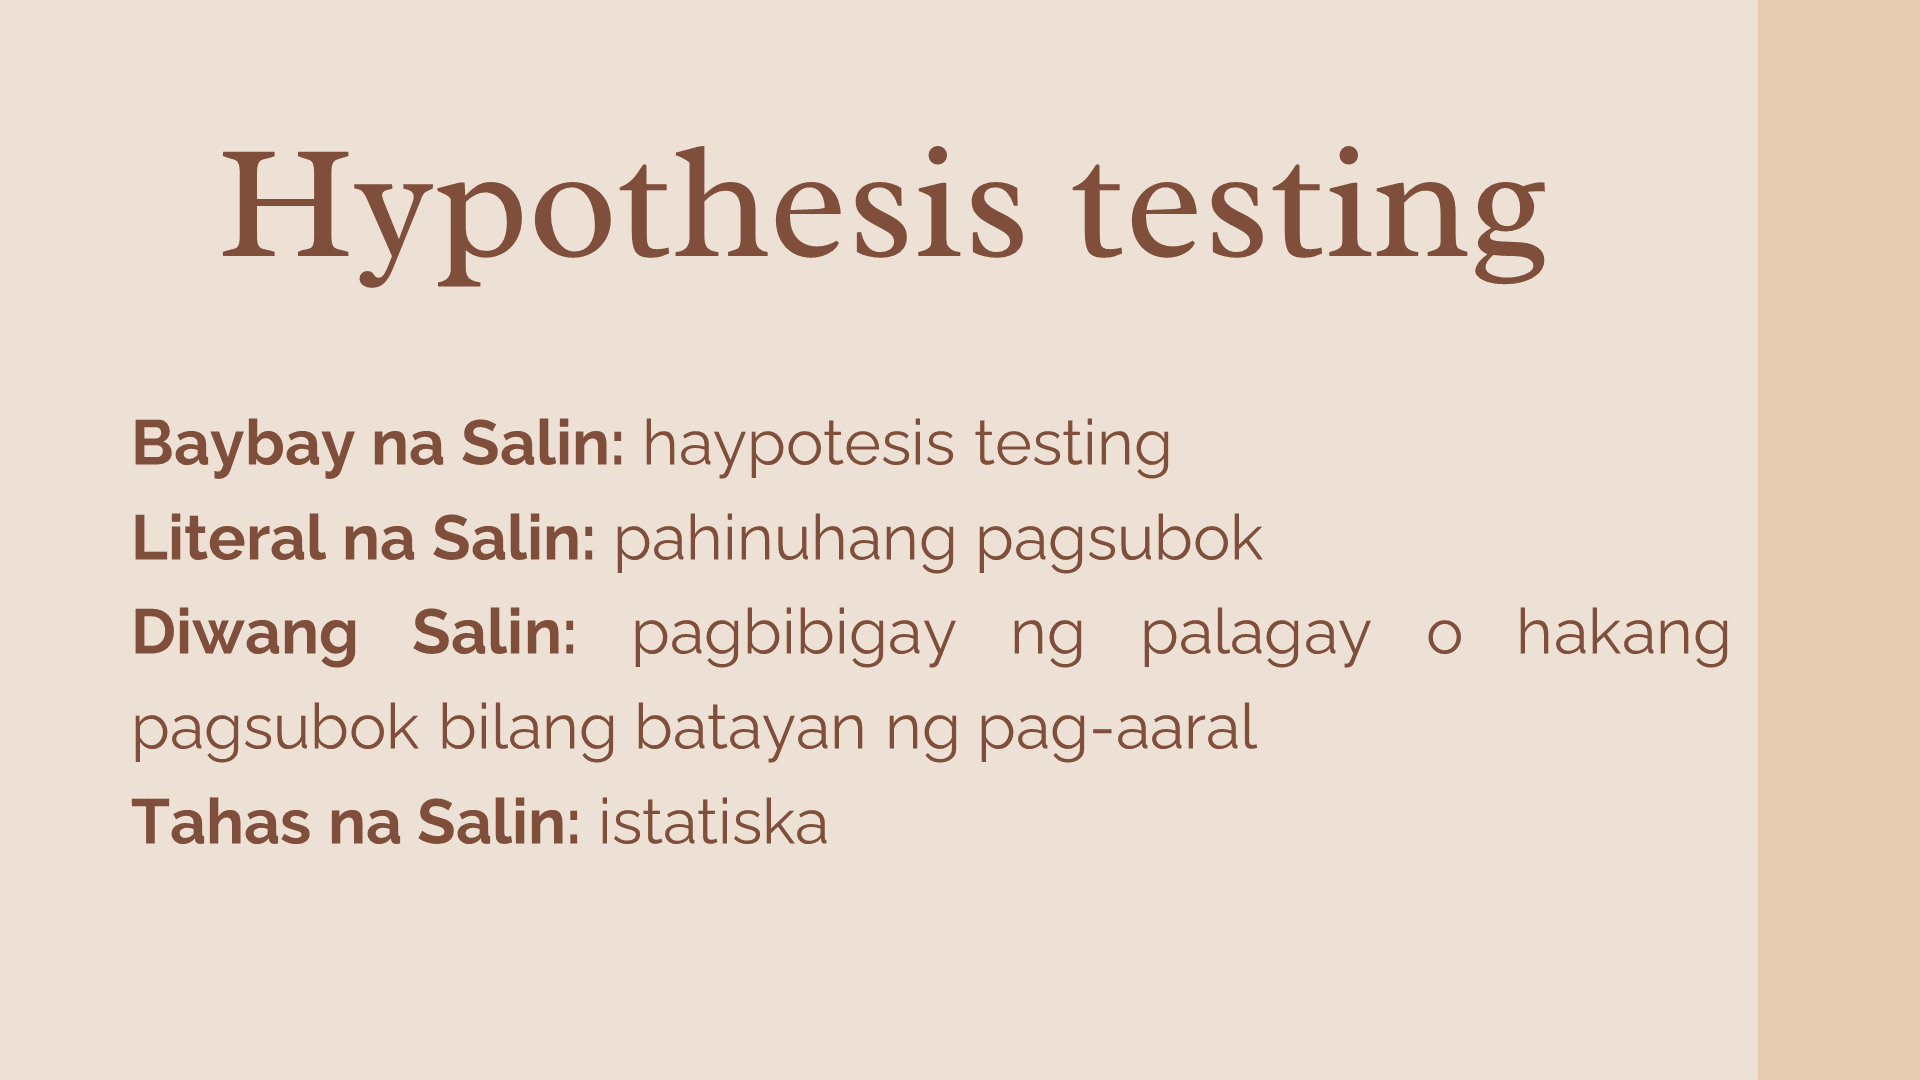 Hypothesis testing
Baybay na Salin: haypotesis testing
Literal na Salin: pahinuhang pagsubok
Diwang Salin: pagbibigay ng palagay o hakang
pagsubok bilang batayan ng pag-aaral
Tahas na Salin: istatiska